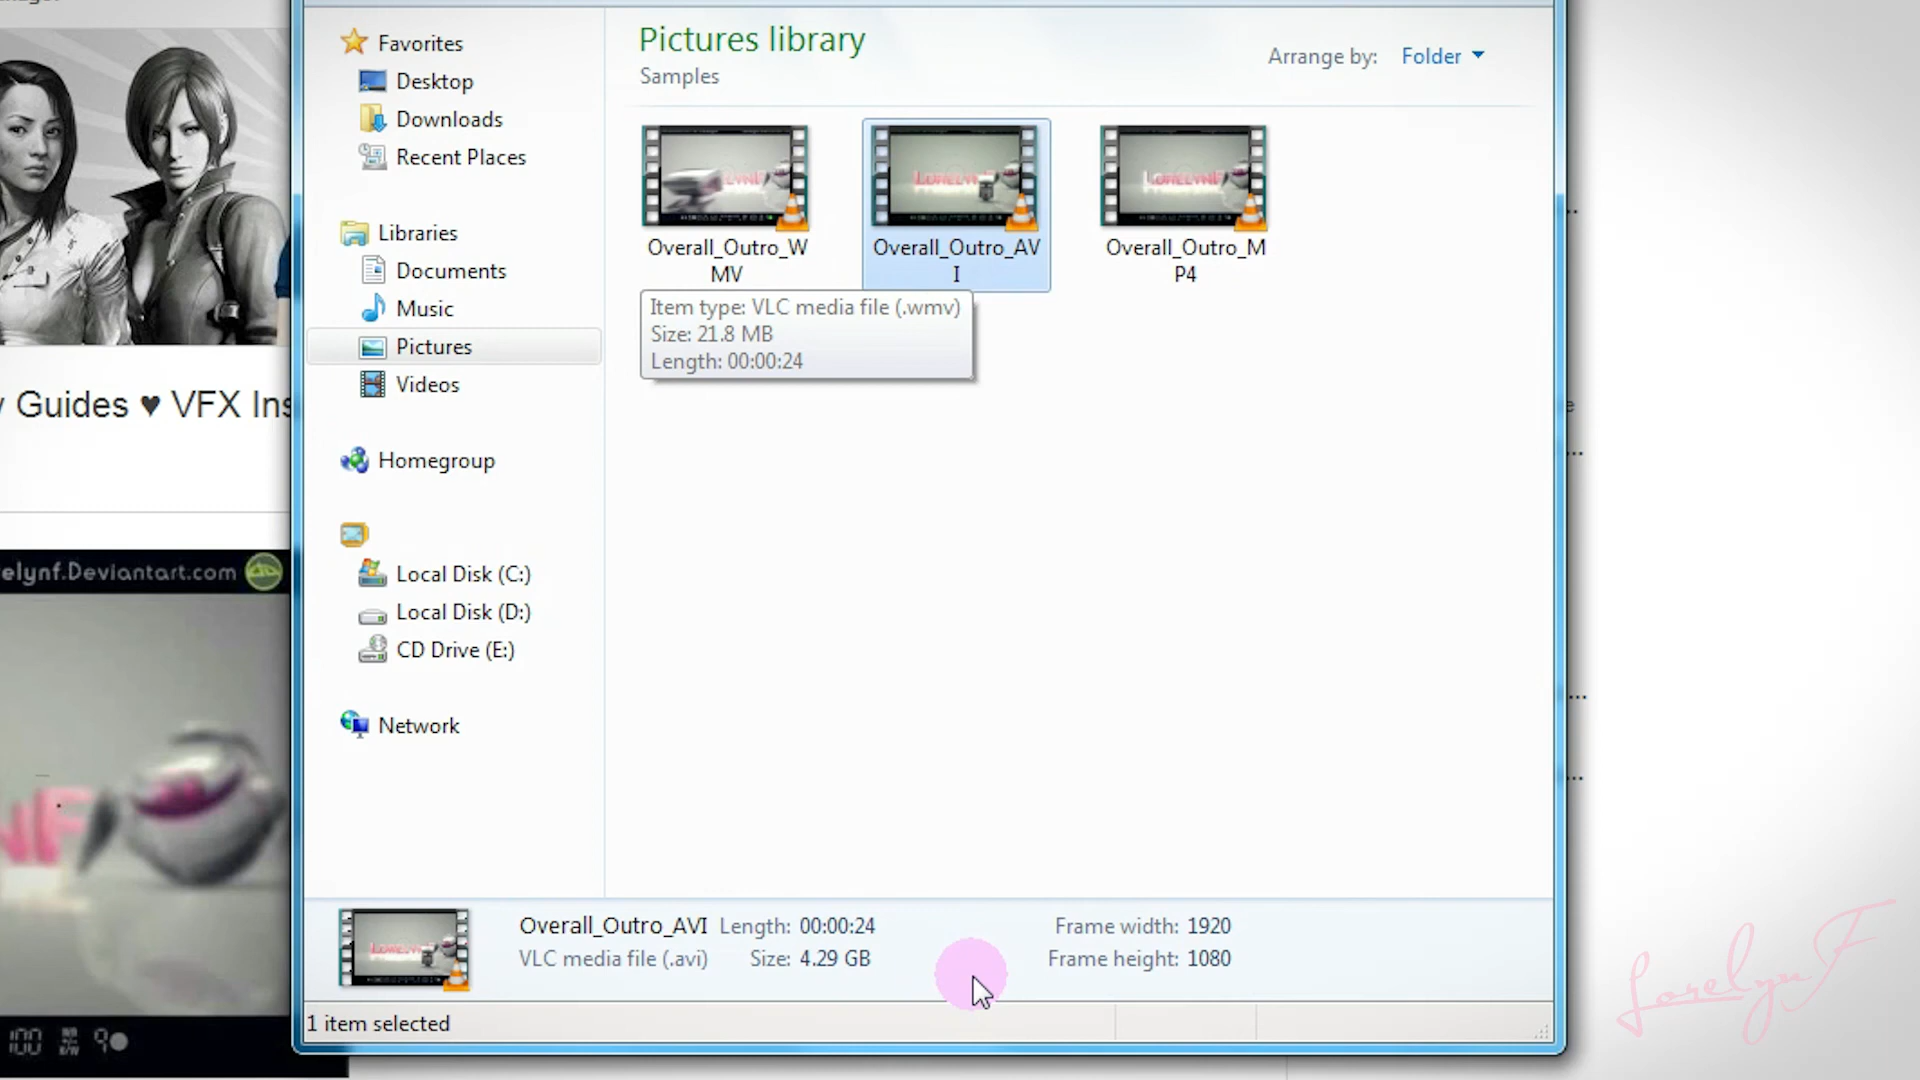 Favorites
Desktop
Downloads
Recent Places
Libraries
Documents
Music
Pictures
Videos
Homegroup
Local Disk (C:)
Local Disk (D:)
CD Drive (E:)
Network
Pictures library
Samples
Arrange by: Folder
Overall_Outro_W
MV
Overall_Outro_AV
I
Overall_Outro_M
P4
Item type: VLC media file (.wmv)
Size: 21.8 MB
Length: 00:00:24
Guides ♥ VFX Ins
elynf.Deviantart.com
NF
100
Overall_Outro_AVI Length: 00:00:24 Frame width: 1920
VLC media file (.avi) Size: 4.29 GB Frame height: 1080
1 item selected
LorelynF